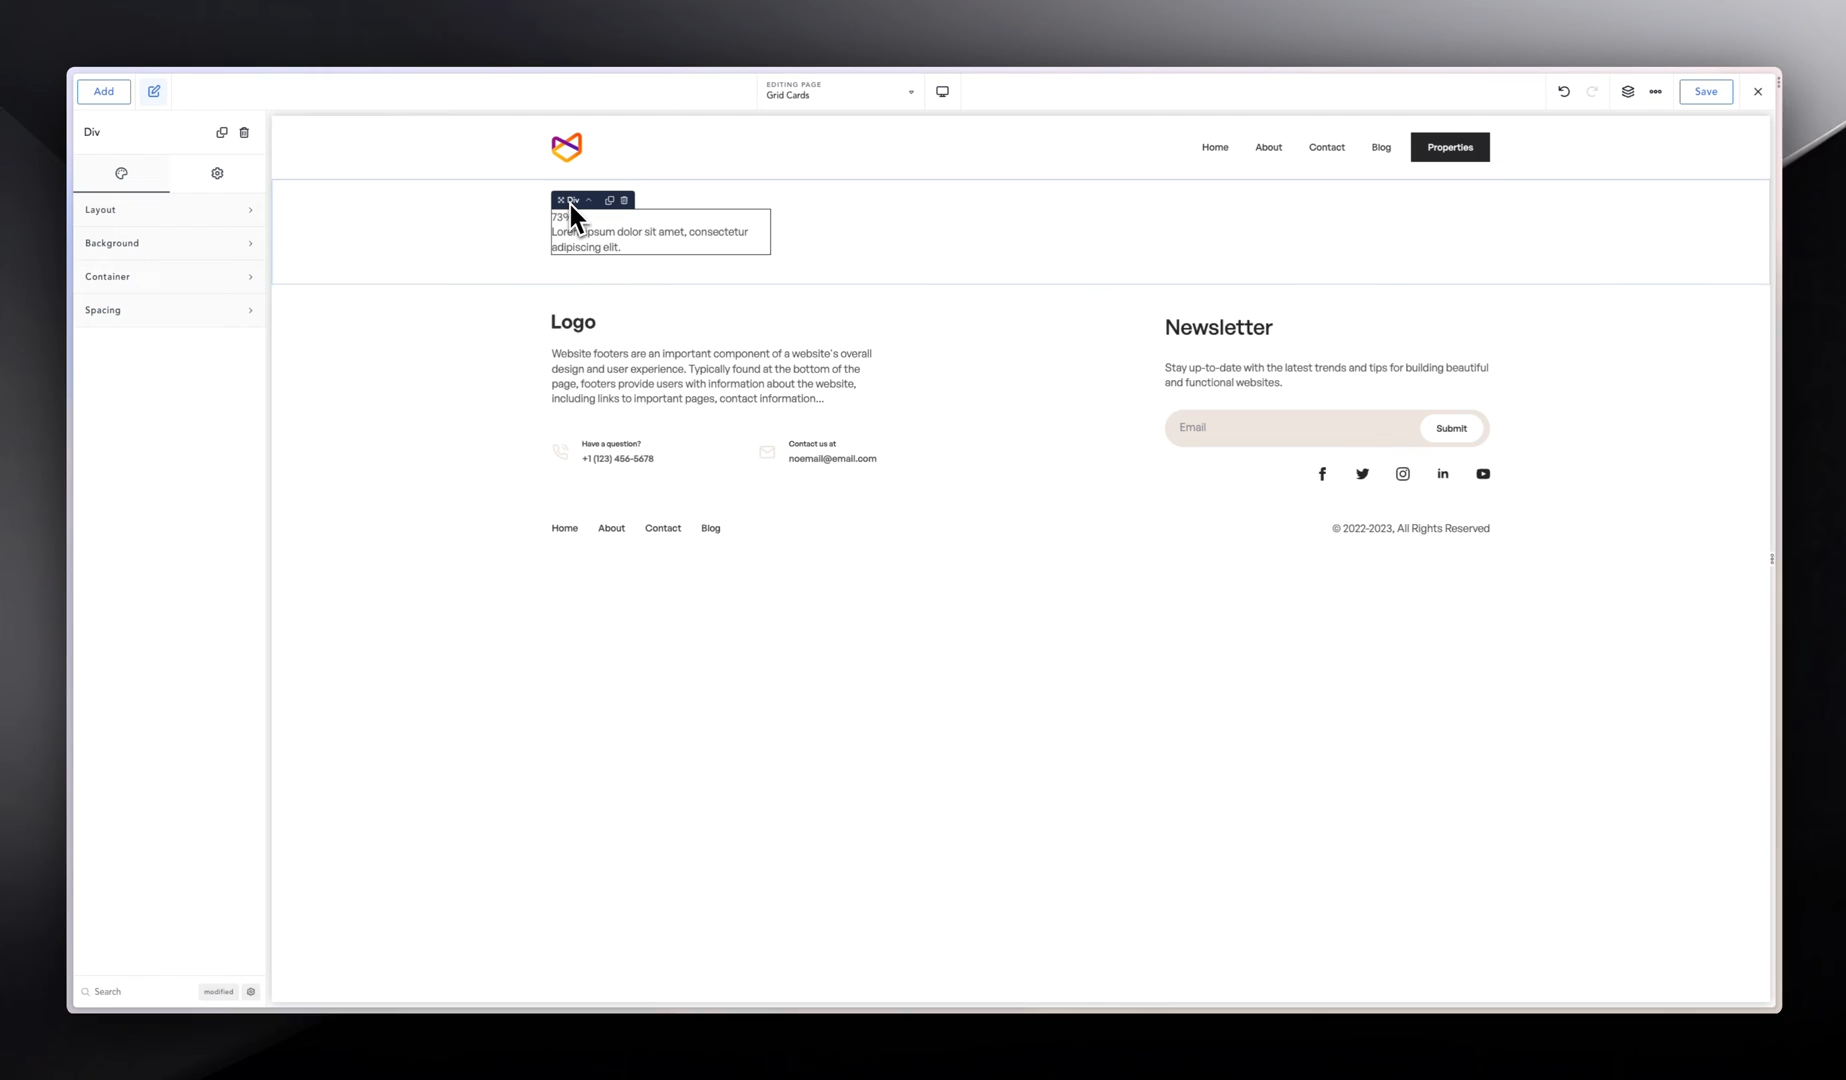 Add
EDITING PAGE
Grid Cards
Save
Div
Layout
Background
Container
Spacing
Search
modified
Home About Contact Blog Properties
Div
73%
Lorem ipsum dolor sit amet, consectetur
adipiscing elit.
Logo
Website footers are an important component of a website's overall
design and user experience. Typically found at the bottom of the
page, footers provide users with information about the website,
including links to important pages, contact information...
Have a question?
+1 (123) 456-5678
Contact us at
noemail@email.com
Newsletter
Stay up-to-date with the latest trends and tips for building beautiful
and functional websites.
Email
Submit
Home About Contact Blog
© 2022-2023, All Rights Reserved